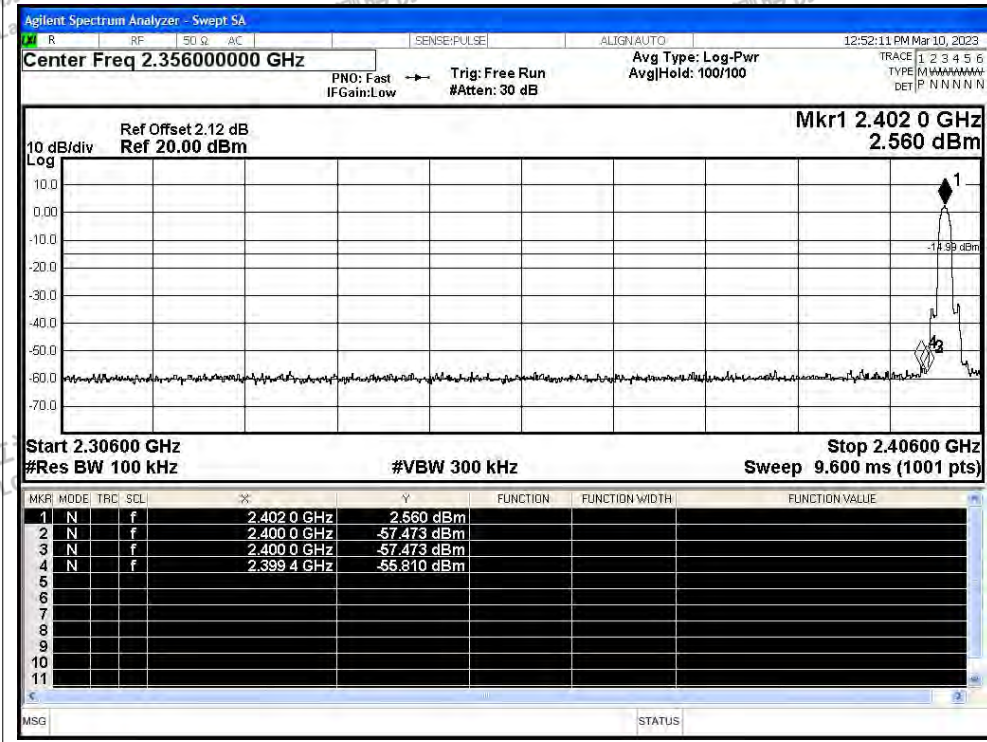 Agilent Spectrum Analyzer - Swept SA
R RF 50 Ω AC SENSE:PULSE ALIGN AUTO 12:52:11 PM Mar 10, 2023
Center Freq 2.356000000 GHz
PNO: Fast
IFGain:Low
Trig: Free Run
#Atten: 30 dB
Avg Type: Log-Pwr
Avg|Hold: 100/100
TRACE 1 2 3 4 5 6
TYPE M
DET P N N N N N
Ref Offset 2.12 dB
10 dB/div Ref 20.00 dBm
Log
Mkr1 2.402 0 GHz
2.560 dBm
10.0
0.00
-10.0
-20.0
-30.0
-40.0
-50.0
-60.0
-70.0
1
-14.99 dBm
Start 2.30600 GHz Stop 2.40600 GHz
#Res BW 100 kHz #VBW 300 kHz Sweep 9.600 ms (1001 pts)
MKR MODE TRC SCL X Y FUNCTION FUNCTION WIDTH FUNCTION VALUE
1 N f 2.402 0 GHz 2.560 dBm
2 N f 2.400 0 GHz -57.473 dBm
3 N f 2.400 0 GHz -57.473 dBm
4 N f 2.399 4 GHz -55.810 dBm
5
6
7
8
9
10
11
MSG STATUS